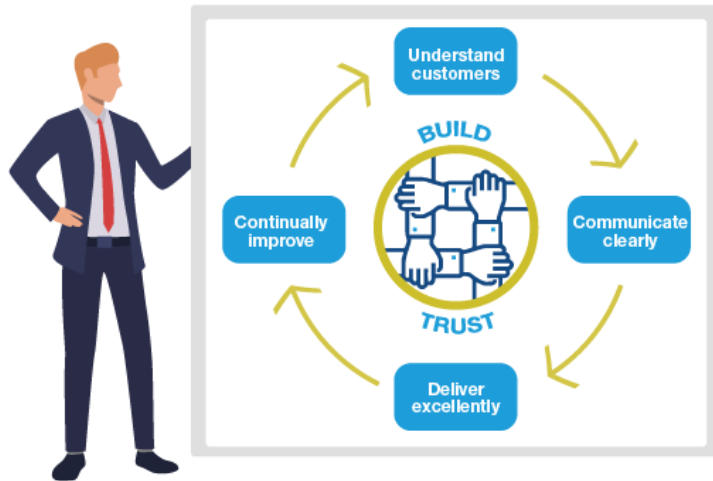 Understand
customers
BUILD
Continually
improve
Communicate
clearly
TRUST
Deliver
excellently